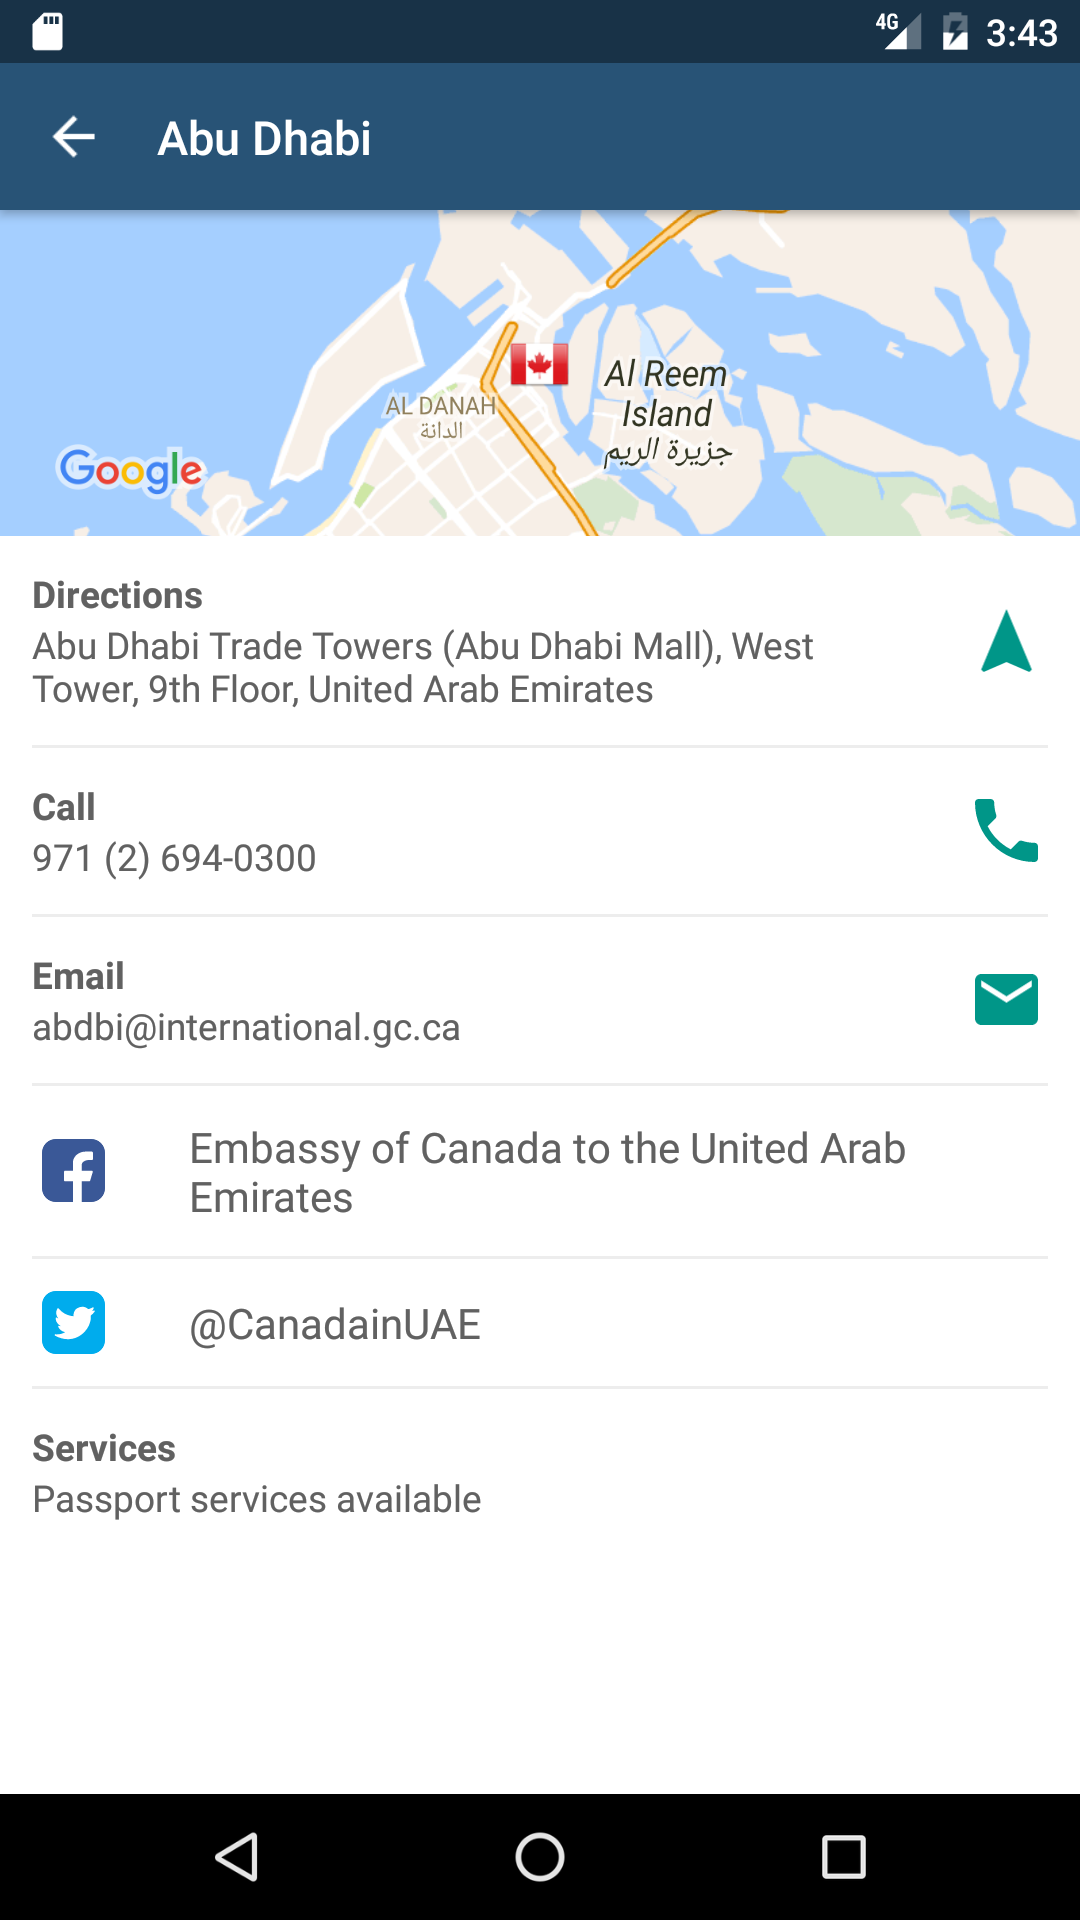 4G 3:43
Abu Dhabi
Al Reem
Island
جزيرة الريم
AL DANAH
الدانة
Google
Directions
Abu Dhabi Trade Towers (Abu Dhabi Mall), West
Tower, 9th Floor, United Arab Emirates
Call
971 (2) 694-0300
Email
abdbi@international.gc.ca
Embassy of Canada to the United Arab
Emirates
@CanadainUAE
Services
Passport services available